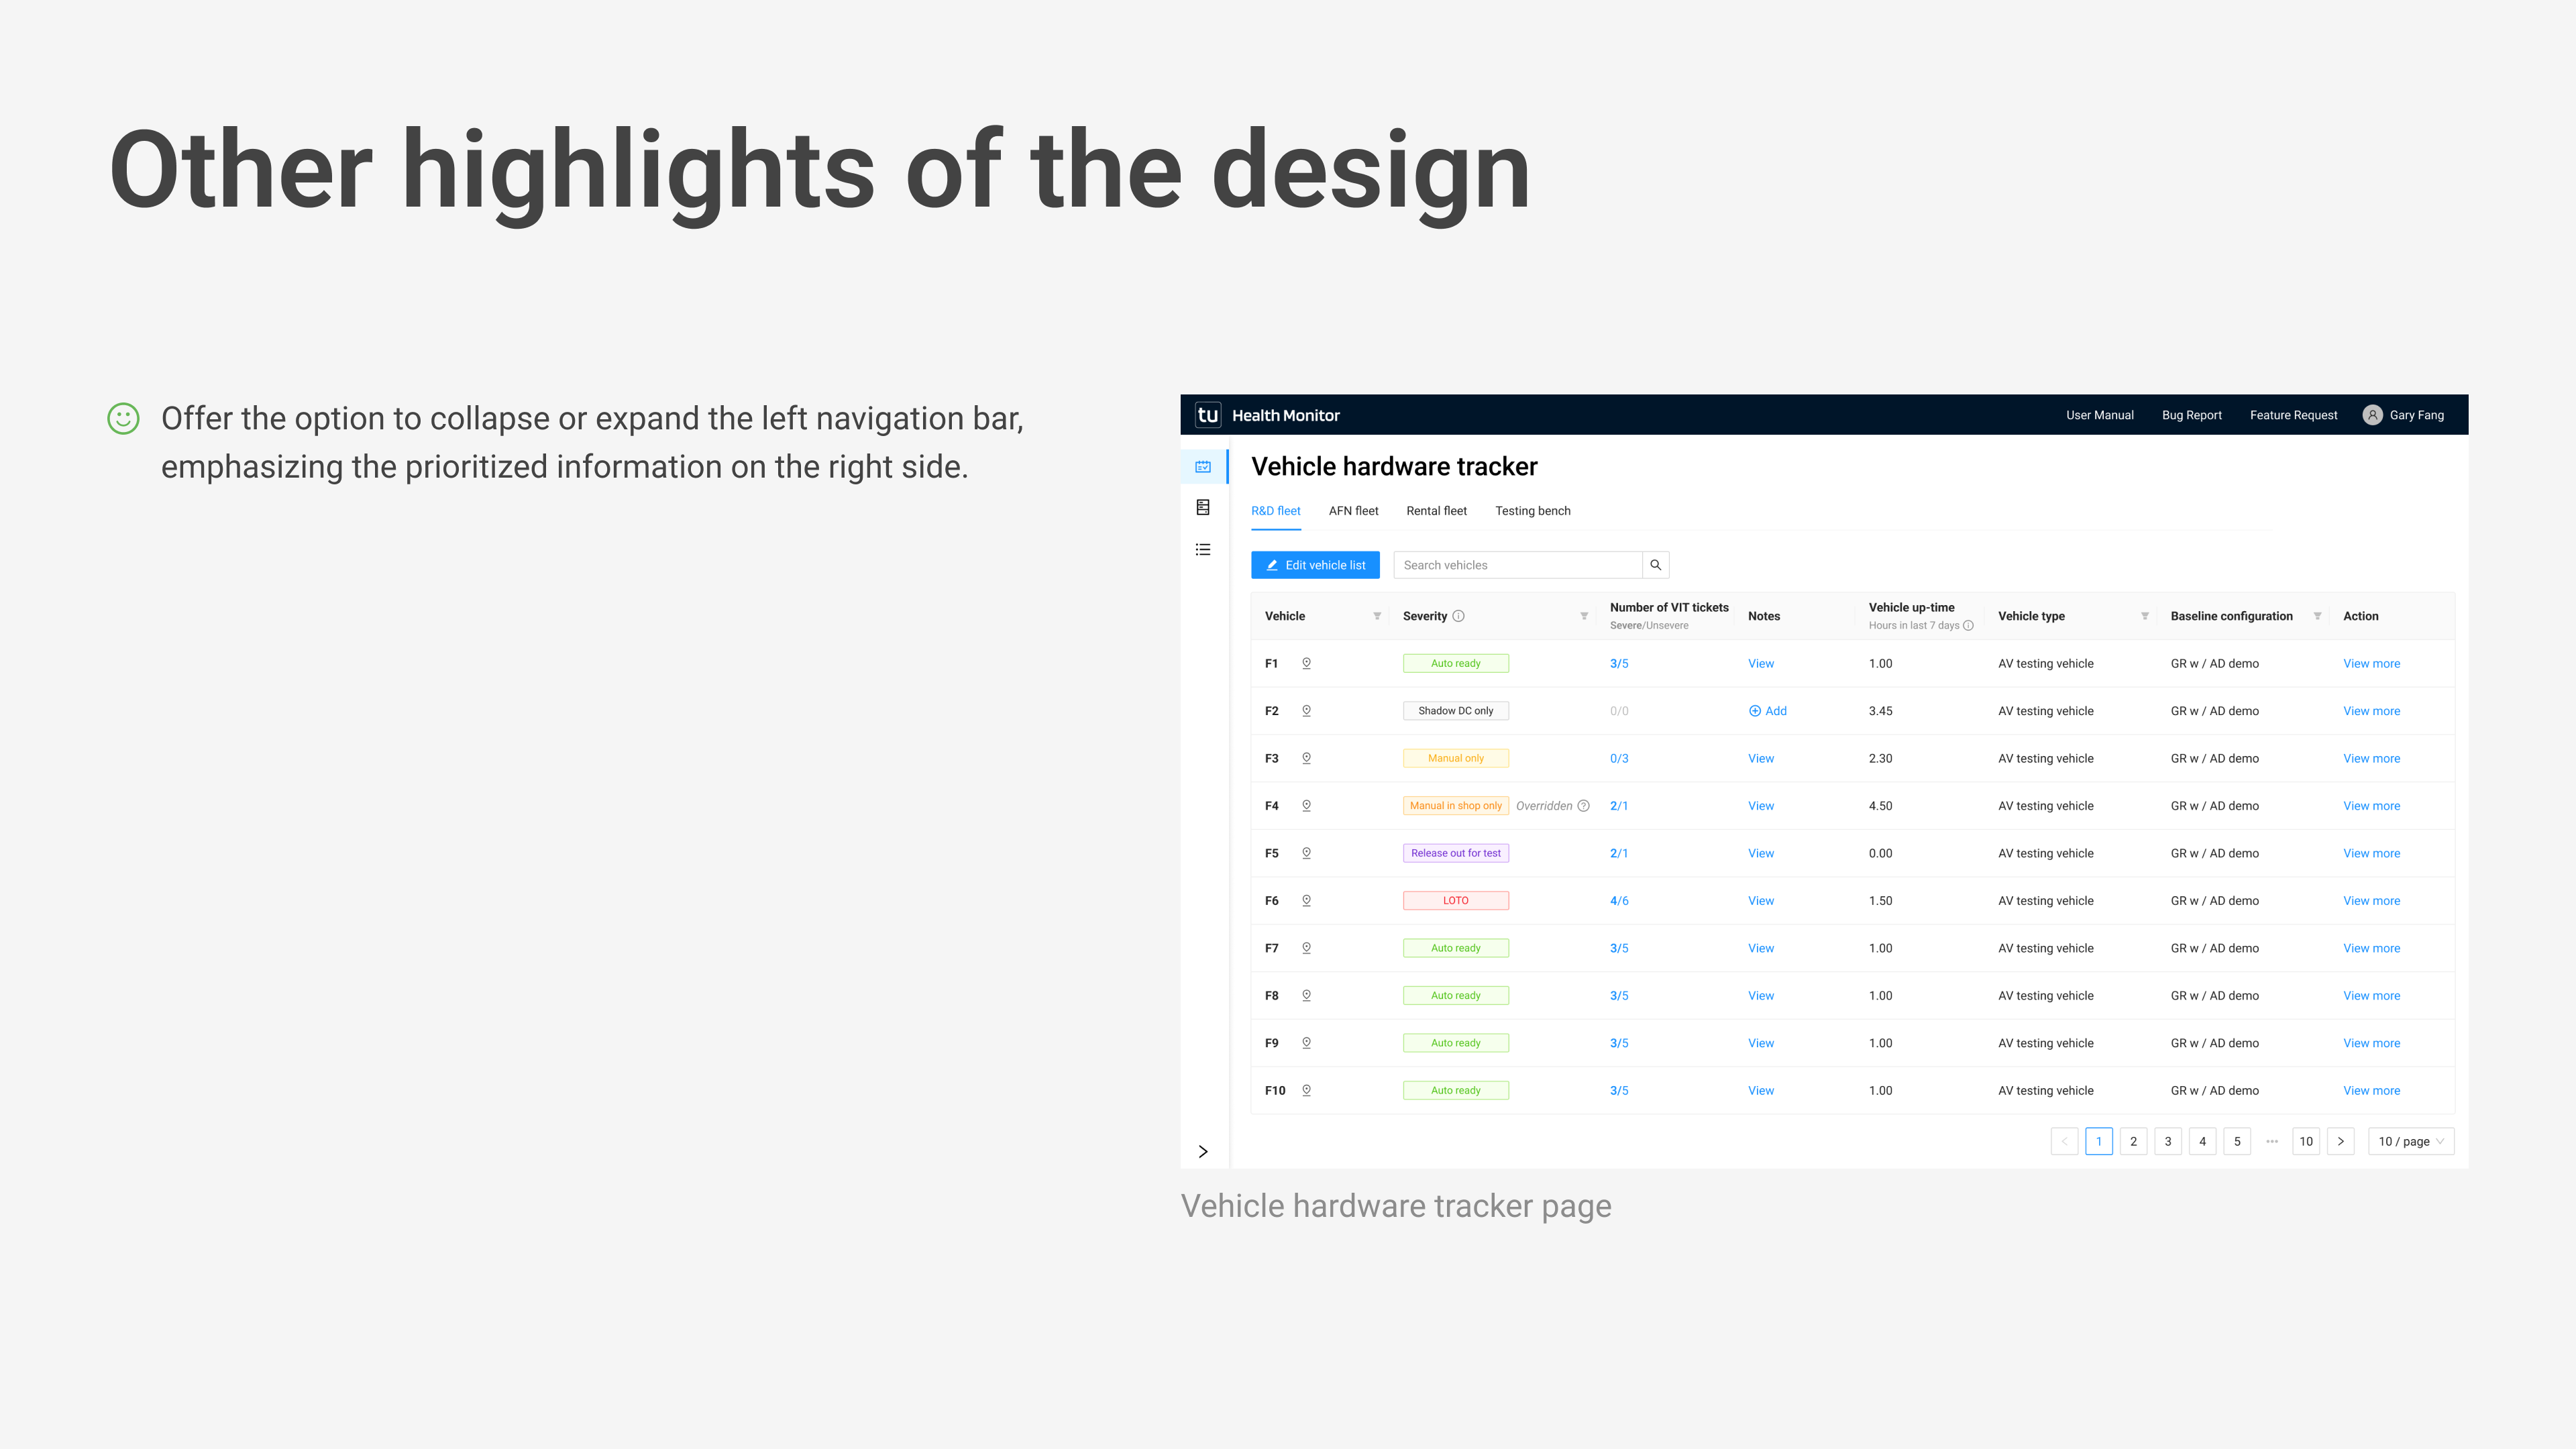 Other highlights of the design
Offer the option to collapse or expand the left navigation bar,
emphasizing the prioritized information on the right side.
tu Health Monitor User Manual Bug Report Feature Request Gary Fang
Vehicle hardware tracker
R&D fleet AFN fleet Rental fleet Testing bench
Edit vehicle list Search vehicles
Vehicle Severity Number of VIT tickets Severe/Unsevere Notes Vehicle up-time Hours in last 7 days Vehicle type Baseline configuration Action
F1 Auto ready 3/5 View 1.00 AV testing vehicle GR w / AD demo View more
F2 Shadow DC only 0/0 Add 3.45 AV testing vehicle GR w / AD demo View more
F3 Manual only 0/3 View 2.30 AV testing vehicle GR w / AD demo View more
F4 Manual in shop only Overridden 2/1 View 4.50 AV testing vehicle GR w / AD demo View more
F5 Release out for test 2/1 View 0.00 AV testing vehicle GR w / AD demo View more
F6 LOTO 4/6 View 1.50 AV testing vehicle GR w / AD demo View more
F7 Auto ready 3/5 View 1.00 AV testing vehicle GR w / AD demo View more
F8 Auto ready 3/5 View 1.00 AV testing vehicle GR w / AD demo View more
F9 Auto ready 3/5 View 1.00 AV testing vehicle GR w / AD demo View more
F10 Auto ready 3/5 View 1.00 AV testing vehicle GR w / AD demo View more
1 2 3 4 5 ••• 10 10 / page
Vehicle hardware tracker page